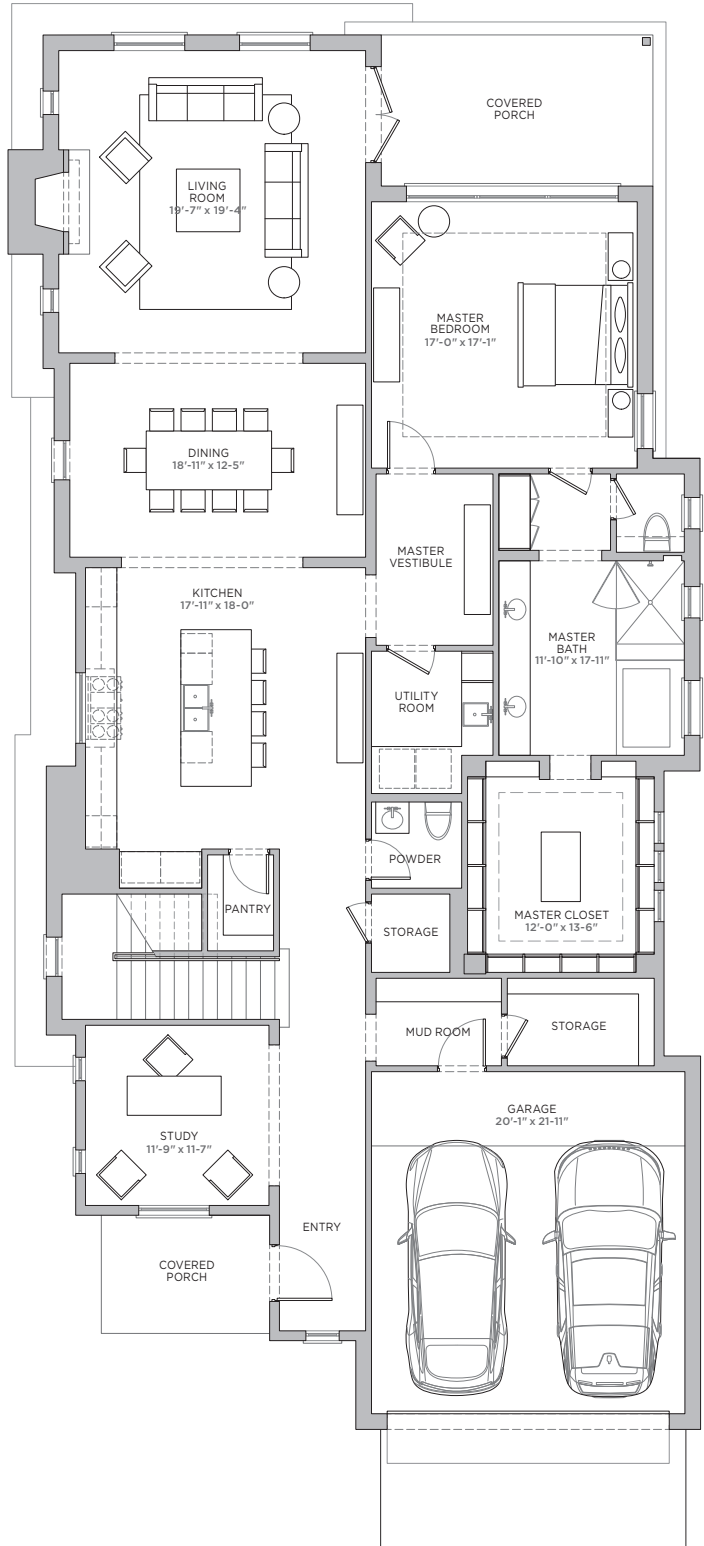 COVERED
PORCH
LIVING
ROOM
19'-7" x 19'-4"
MASTER
BEDROOM
17'-0" x 17'-1"
DINING
18'-11" x 12-5"
MASTER
VESTIBULE
KITCHEN
17'-11" x 18-0"
MASTER
BATH
11'-10" x 17-11"
UTILITY
ROOM
POWDER
PANTRY
MASTER CLOSET
12'-0" x 13-6"
STORAGE
MUD ROOM
STORAGE
GARAGE
20'-1" x 21-11"
STUDY
11'-9" x 11-7"
ENTRY
COVERED
PORCH